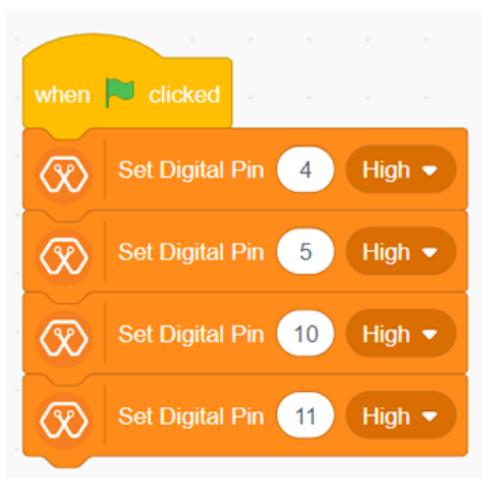 when clicked
Set Digital Pin 4 High
Set Digital Pin 5 High
Set Digital Pin 10 High
Set Digital Pin 11 High